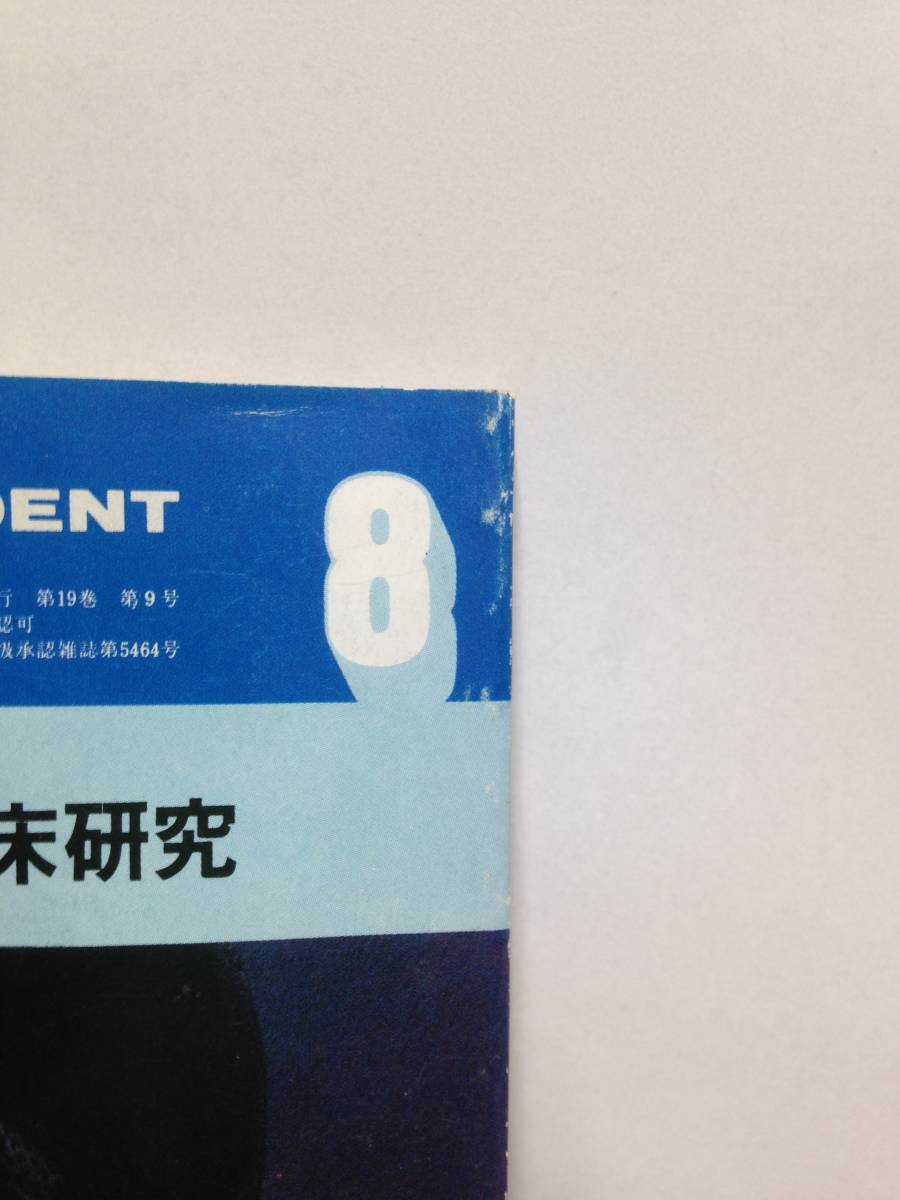 DENT
8
行 第19巻 第9号
認可
扱承認雑誌第5464号
末研究